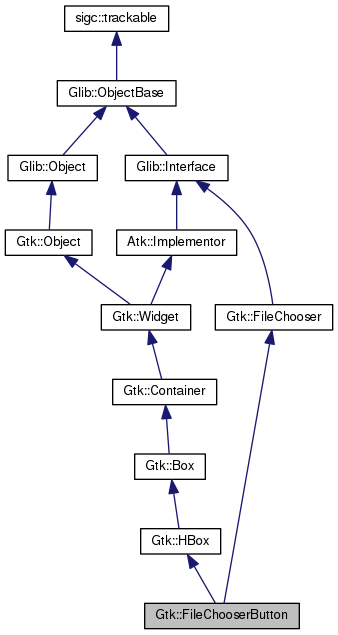 sigc::trackable
Glib::ObjectBase
Glib::Object
Glib::Interface
Gtk::Object
Atk::Implementor
Gtk::Widget
Gtk::FileChooser
Gtk::Container
Gtk::Box
Gtk::HBox
Gtk::FileChooserButton